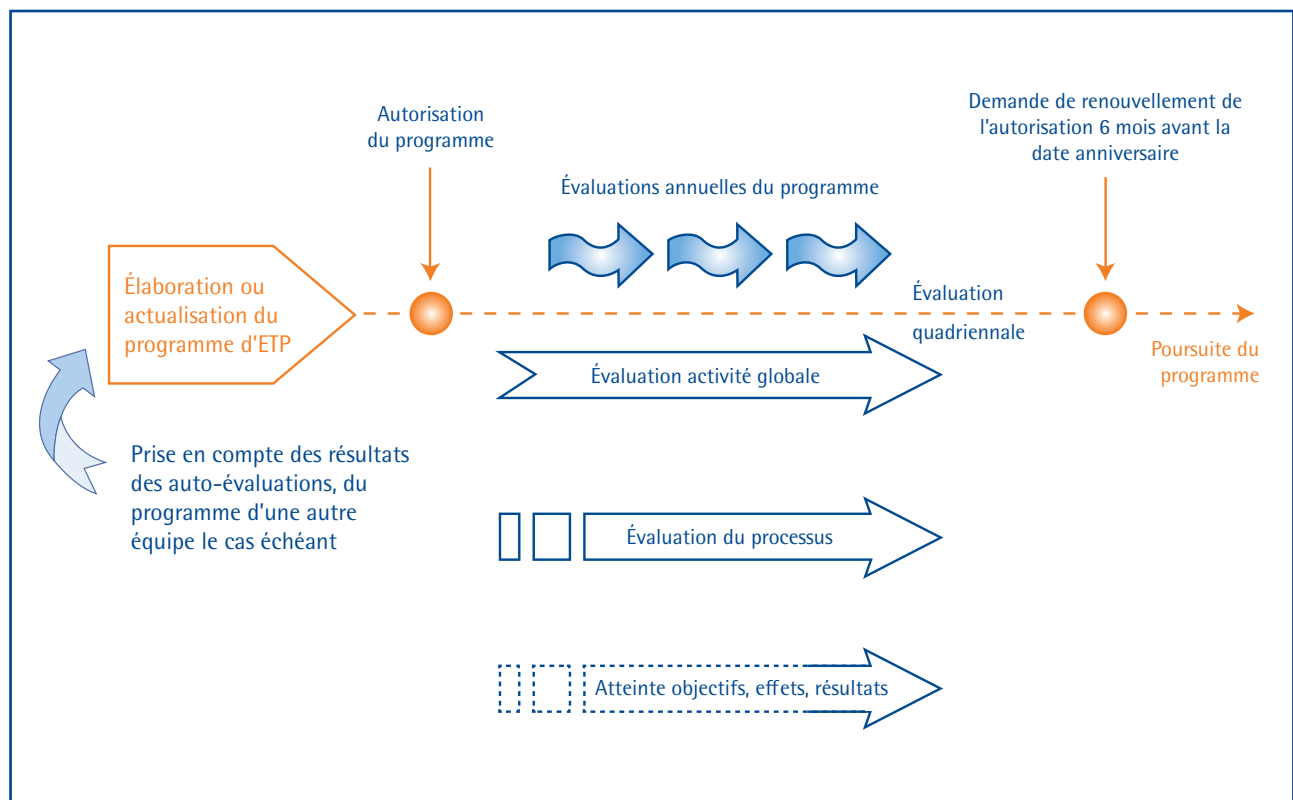 Autorisation
du programme
Demande de renouvellement de
l'autorisation 6 mois avant la
date anniversaire
Évaluations annuelles du programme
Élaboration ou
actualisation du
programme d'ETP
Évaluation
quadriennale
Poursuite du
programme
Évaluation activité globale
Prise en compte des résultats
des auto-évaluations, du
programme d'une autre
équipe le cas échéant
Évaluation du processus
Atteinte objectifs, effets, résultats